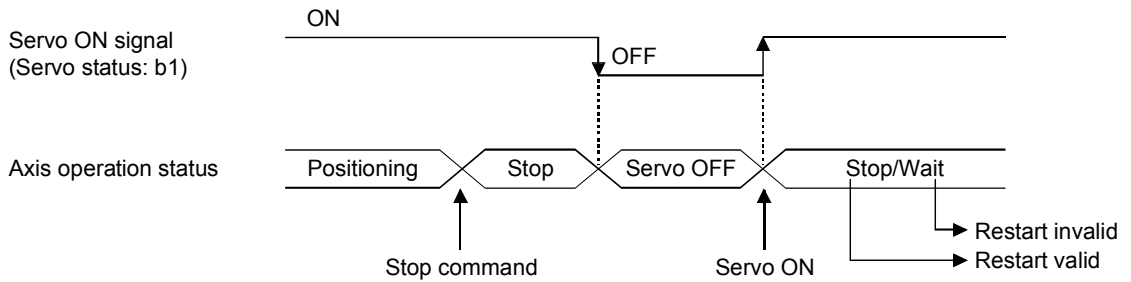 ON
Servo ON signal
(Servo status: b1)
OFF
Axis operation status
Positioning
Stop
Servo OFF
Stop/Wait
Restart invalid
Restart valid
Stop command
Servo ON